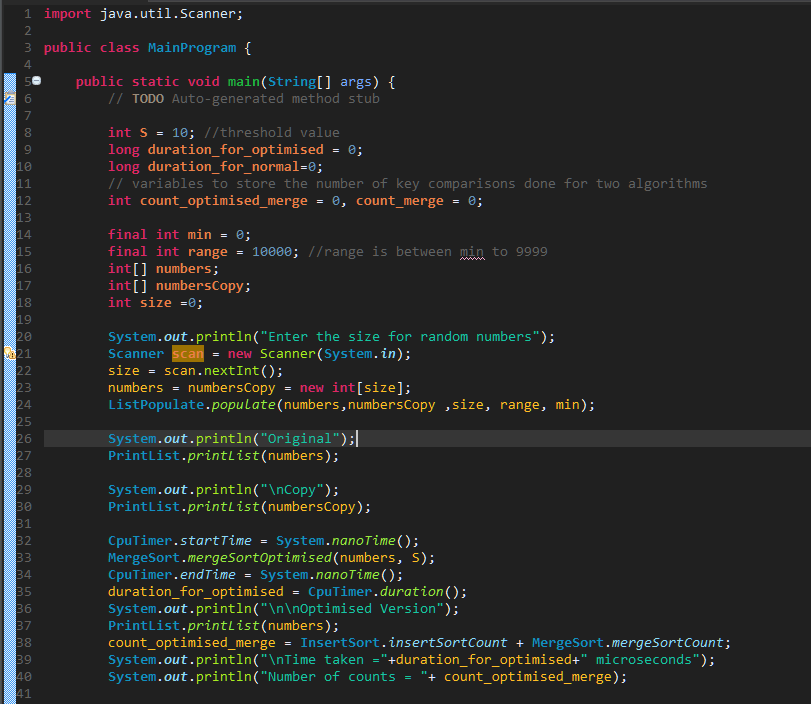 1 import java.util.Scanner;
2
3 public class MainProgram {
4
5     public static void main(String[] args) {
6         // TODO Auto-generated method stub
7
8         int S = 10; //threshold value
9         long duration_for_optimised = 0;
10         long duration_for_normal=0;
11         // variables to store the number of key comparisons done for two algorithms
12         int count_optimised_merge = 0, count_merge = 0;
13
14         final int min = 0;
15         final int range = 10000; //range is between min to 9999
16         int[] numbers;
17         int[] numbersCopy;
18         int size =0;
19
20         System.out.println("Enter the size for random numbers");
21         Scanner scan = new Scanner(System.in);
22         size = scan.nextInt();
23         numbers = numbersCopy = new int[size];
24         ListPopulate.populate(numbers,numbersCopy ,size, range, min);
25
26         System.out.println("Original");
27         PrintList.printList(numbers);
28
29         System.out.println("\nCopy");
30         PrintList.printList(numbersCopy);
31
32         CpuTimer.startTime = System.nanoTime();
33         MergeSort.mergeSortOptimised(numbers, S);
34         CpuTimer.endTime = System.nanoTime();
35         duration_for_optimised = CpuTimer.duration();
36         System.out.println("\n\nOptimised Version");
37         PrintList.printList(numbers);
38         count_optimised_merge = InsertSort.insertSortCount + MergeSort.mergeSortCount;
39         System.out.println("\nTime taken ="+duration_for_optimised+" microseconds");
40         System.out.println("Number of counts = "+ count_optimised_merge);
41